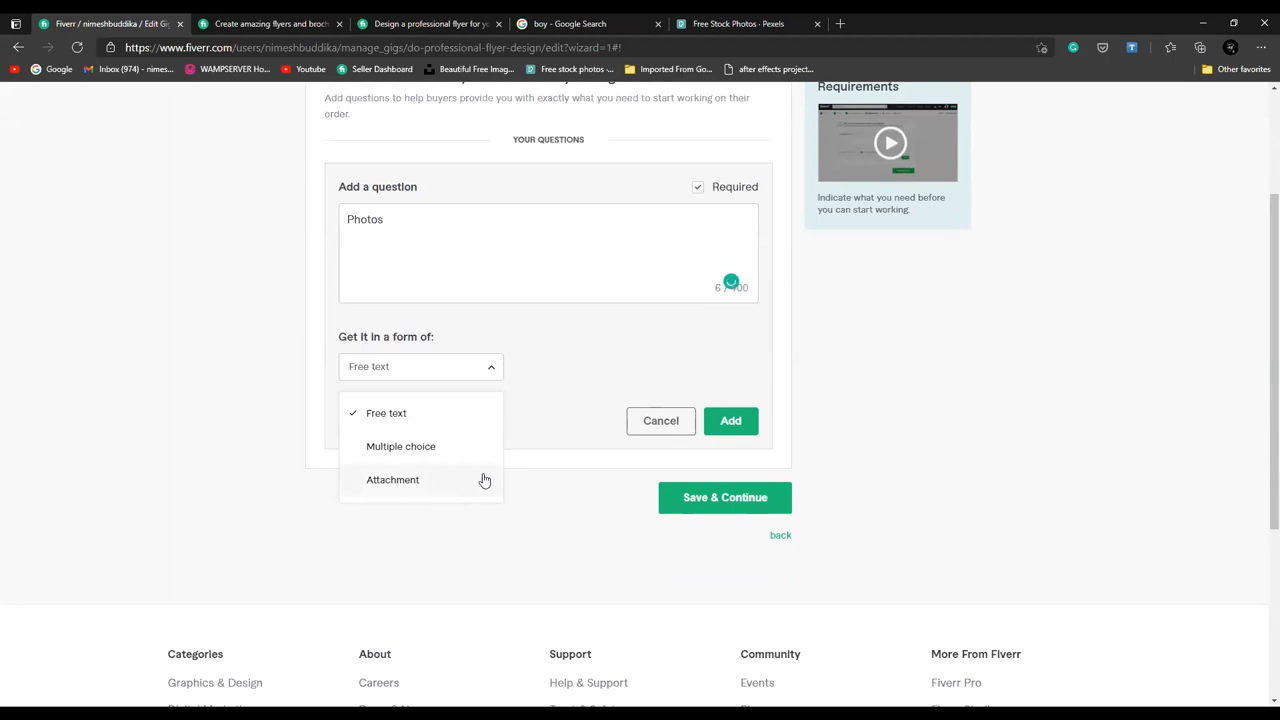 Fiverr / nimeshbuddika / Edit Gig
Create amazing flyers and broch
Design a professional flyer for yo
boy - Google Search
Free Stock Photos · Pexels
https://www.fiverr.com/users/nimeshbuddika/manage_gigs/do-professional-flyer-design/edit?wizard=1#!
Google
Inbox (974) - nimes...
WAMPSERVER Ho...
Youtube
Seller Dashboard
Beautiful Free Imag...
Free stock photos -...
Imported From Go...
after effects projec...
Other favorites
Add questions to help buyers provide you with exactly what you need to start working on their
order.
YOUR QUESTIONS
Add a question
Required
Photos
6 /
Get it in a form of:
Free text
Free text
Multiple choice
Attachment
Cancel
Add
Save & Continue
back
Requirements
Indicate what you need before
you can start working.
Categories
About
Support
Community
More From Fiverr
Graphics & Design
Careers
Help & Support
Events
Fiverr Pro